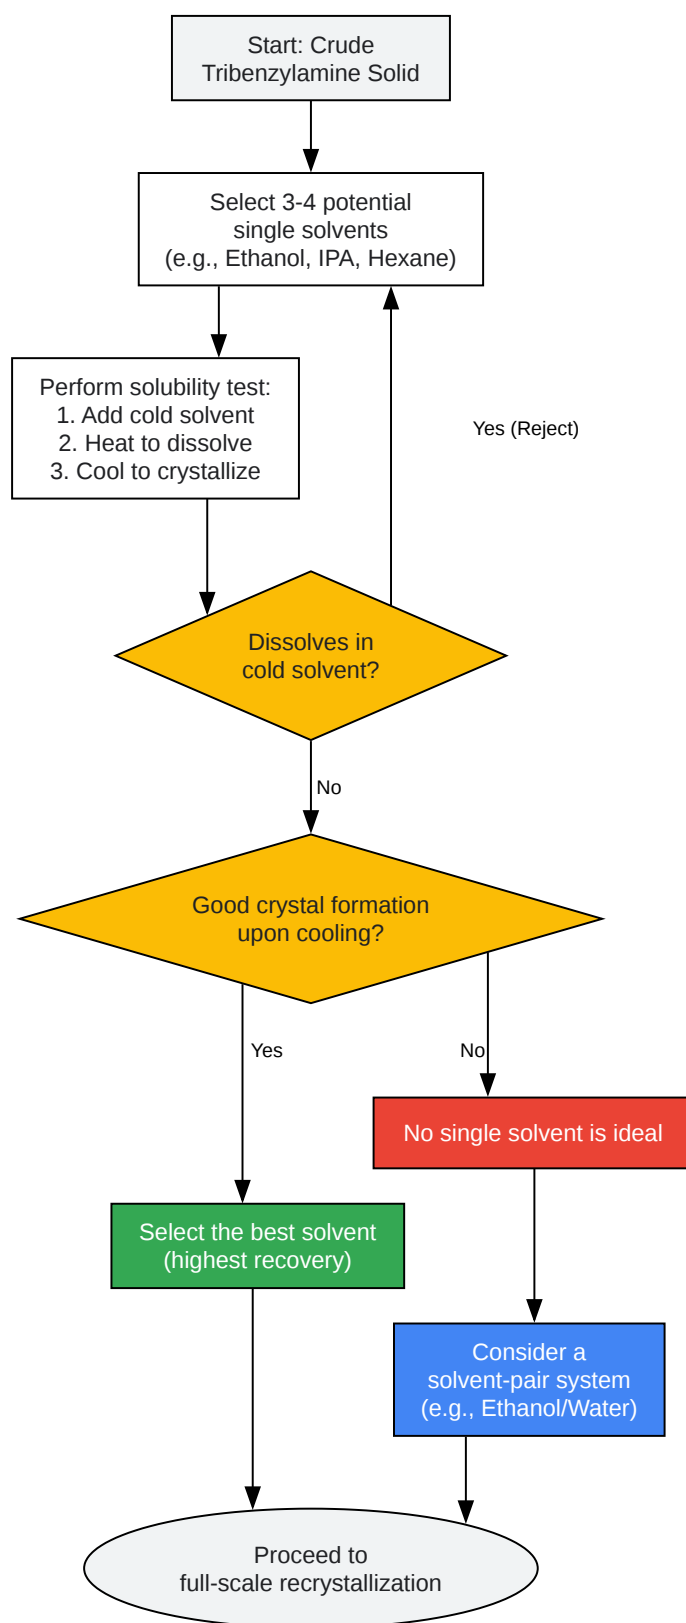 Start: Crude
Tribenzylamine Solid
Select 3-4 potential
single solvents
(e.g., Ethanol, IPA, Hexane)
Perform solubility test:
1. Add cold solvent
2. Heat to dissolve
3. Cool to crystallize
Yes (Reject)
Dissolves in
cold solvent?
No
Good crystal formation
upon cooling?
Yes
No
No single solvent is ideal
Select the best solvent
(highest recovery)
Consider a
solvent-pair system
(e.g., Ethanol/Water)
Proceed to
full-scale recrystallization